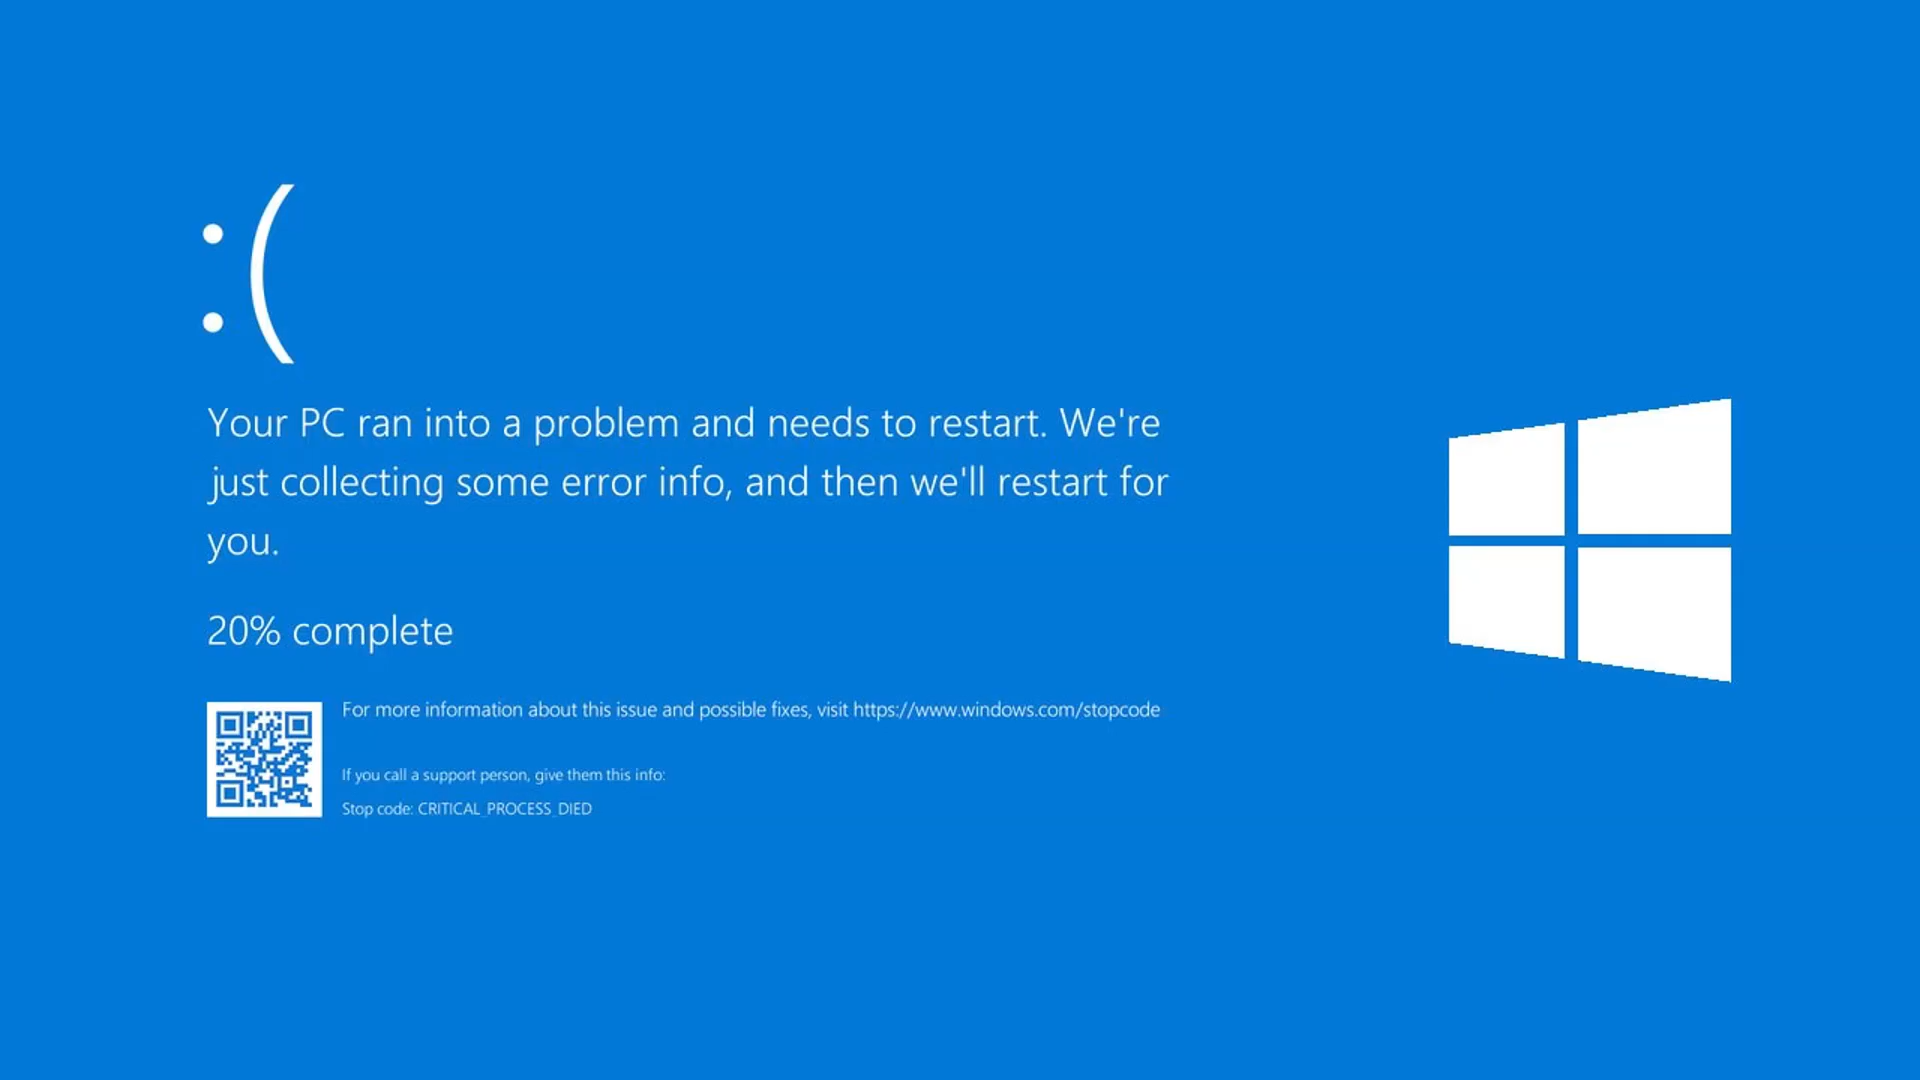 :(
Your PC ran into a problem and needs to restart. We're
just collecting some error info, and then we'll restart for
you.
20% complete
For more information about this issue and possible fixes, visit https://www.windows.com/stopcode
If you call a support person, give them this info:
Stop code: CRITICAL_PROCESS_DIED